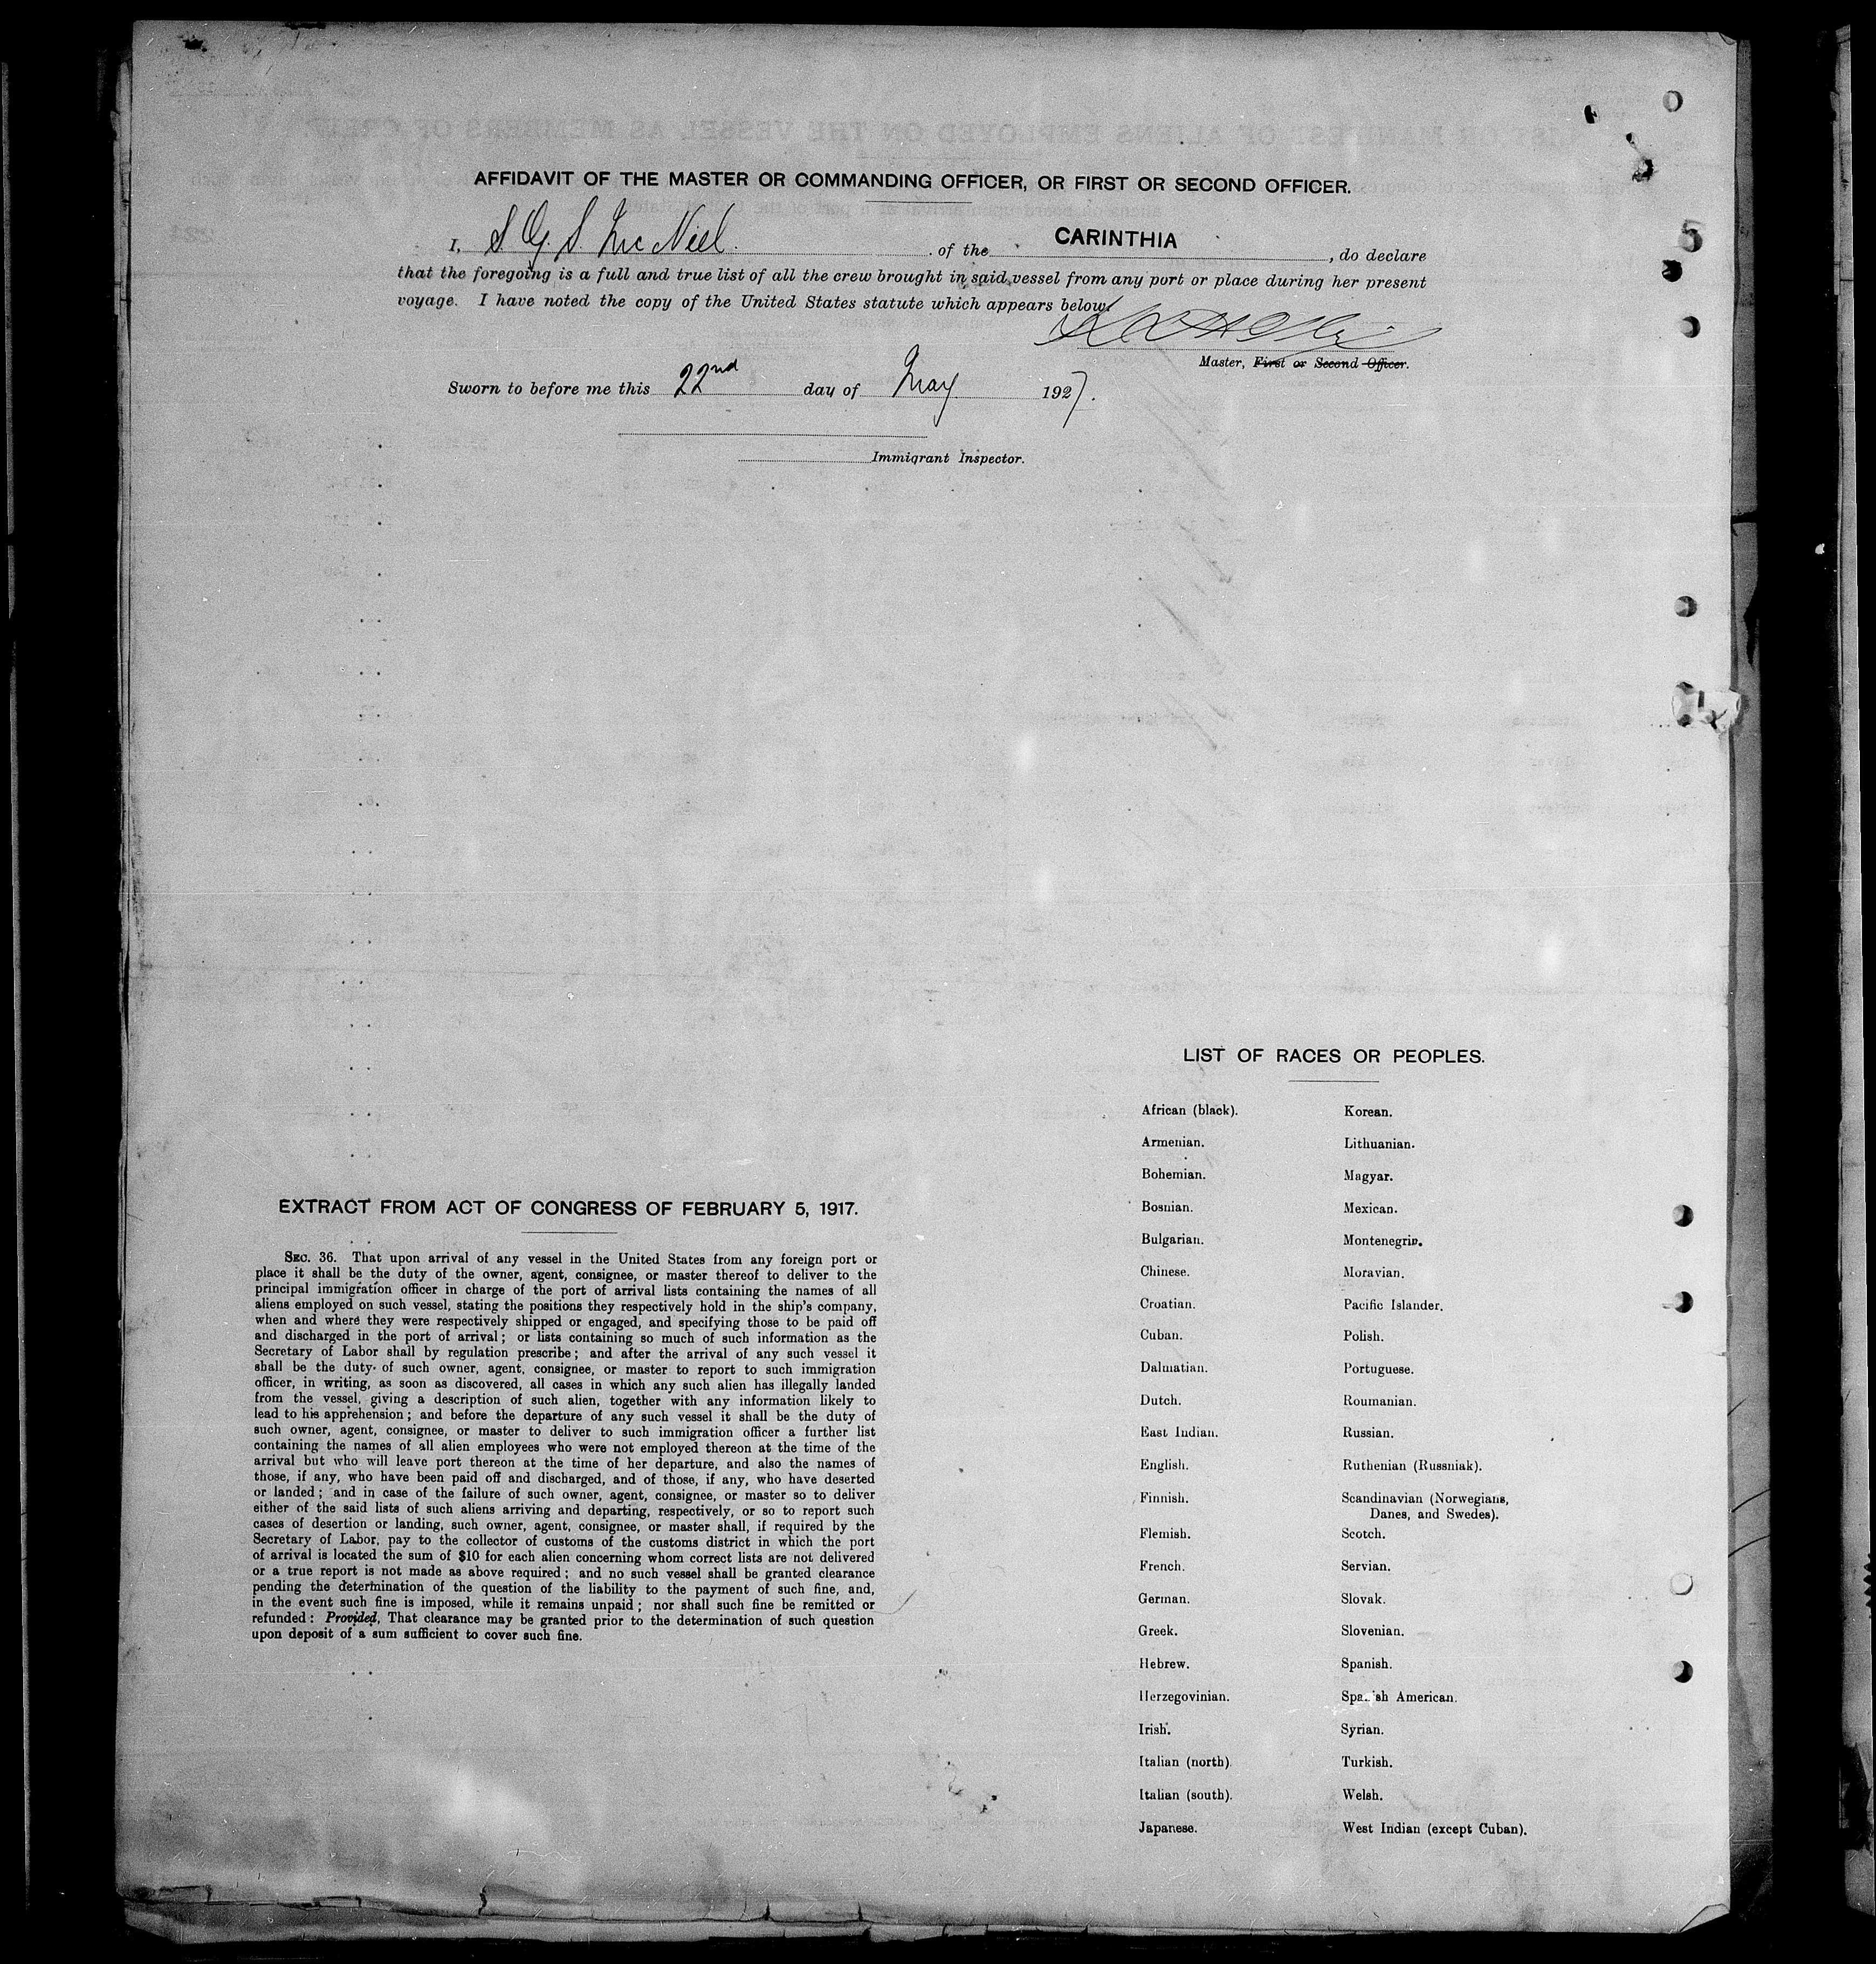 AFFIDAVIT OF THE MASTER OR COMMANDING OFFICER, OR FIRST OR SECOND OFFICER.
I, S. G. S. McNeil. of the CARINTHIA, do declare
that the foregoing is a full and true list of all the crew brought in said vessel from any port or place during her present
voyage. I have noted the copy of the United States statute which appears below.
Master, First or Second Officer.
Sworn to before me this 22nd day of May 1927.
Immigrant Inspector.
5
LIST OF RACES OR PEOPLES.
African (black).
Armenian.
Bohemian.
Bosnian.
Bulgarian.
Chinese.
Croatian.
Cuban.
Dalmatian.
Dutch.
East Indian.
English.
Finnish.
Flemish.
French.
German.
Greek.
Hebrew.
Herzegovinian.
Irish.
Italian (north).
Italian (south).
Japanese.
Korean.
Lithuanian.
Magyar.
Mexican.
Montenegrin.
Moravian.
Pacific Islander.
Polish.
Portuguese.
Roumanian.
Russian.
Ruthenian (Russniak).
Scandinavian (Norwegians,
Danes, and Swedes).
Scotch.
Servian.
Slovak.
Slovenian.
Spanish.
Spanish American.
Syrian.
Turkish.
Welsh.
West Indian (except Cuban).
EXTRACT FROM ACT OF CONGRESS OF FEBRUARY 5, 1917.
SEC. 36. That upon arrival of any vessel in the United States from any foreign port or
place it shall be the duty of the owner, agent, consignee, or master thereof to deliver to the
principal immigration officer in charge of the port of arrival lists containing the names of all
aliens employed on such vessel, stating the positions they respectively hold in the ship's company,
when and where they were respectively shipped or engaged, and specifying those to be paid off
and discharged in the port of arrival; or lists containing so much of such information as the
Secretary of Labor shall by regulation prescribe; and after the arrival of any such vessel it
shall be the duty of such owner, agent, consignee, or master to report to such immigration
officer, in writing, as soon as discovered, all cases in which any such alien has illegally landed
from the vessel, giving a description of such alien, together with any information likely to
lead to his apprehension; and before the departure of any such vessel it shall be the duty of
such owner, agent, consignee, or master to deliver to such immigration officer a further list
containing the names of all alien employees who were not employed thereon at the time of the
arrival but who will leave port thereon at the time of her departure, and also the names of
those, if any, who have been paid off and discharged, and of those, if any, who have deserted
or landed; and in case of the failure of such owner, agent, consignee, or master so to deliver
either of the said lists of such aliens arriving and departing, respectively, or so to report such
cases of desertion or landing, such owner, agent, consignee, or master shall, if required by the
Secretary of Labor, pay to the collector of customs of the customs district in which the port
of arrival is located the sum of $10 for each alien concerning whom correct lists are not delivered
or a true report is not made as above required; and no such vessel shall be granted clearance
pending the determination of the question of the liability to the payment of such fine, and,
in the event such fine is imposed, while it remains unpaid; nor shall such fine be remitted or
refunded: Provided, That clearance may be granted prior to the determination of such question
upon deposit of a sum sufficient to cover such fine.